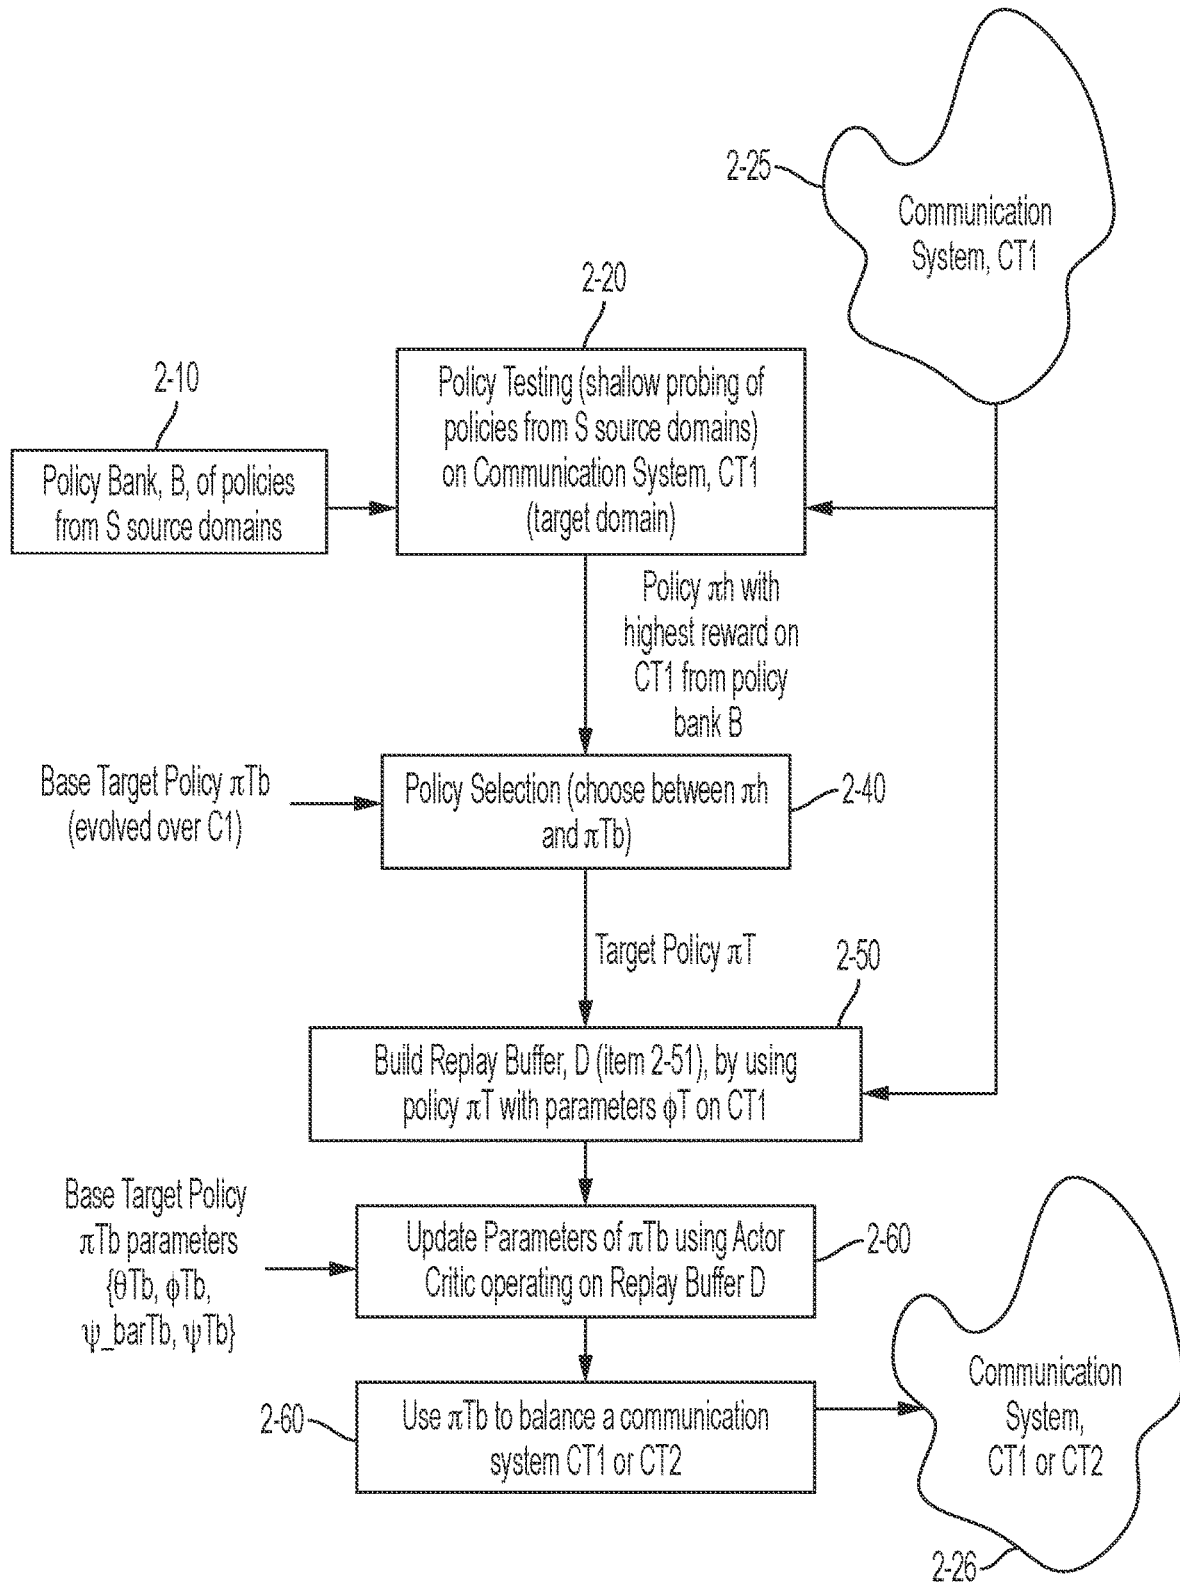 2-25
Communication
System, CT1
2-20
2-10
Policy Testing (shallow probing of
policies from S source domains)
on Communication System, CT1
(target domain)
Policy Bank, B, of policies
from S source domains
Policy πh with
highest reward on
CT1 from policy
bank B
Base Target Policy πTb
(evolved over C1)
Policy Selection (choose between πh
and πTb)
2-40
Target Policy πT
2-50
Build Replay Buffer, D (item 2-51), by using
policy πT with parameters ϕT on CT1
Base Target Policy
πTb parameters
{θTb, ϕTb,
ψ_barTb, ψTb}
Update Parameters of πTb using Actor
Critic operating on Replay Buffer D
2-60
2-60
Use πTb to balance a communication
system CT1 or CT2
Communication
System,
CT1 or CT2
2-26